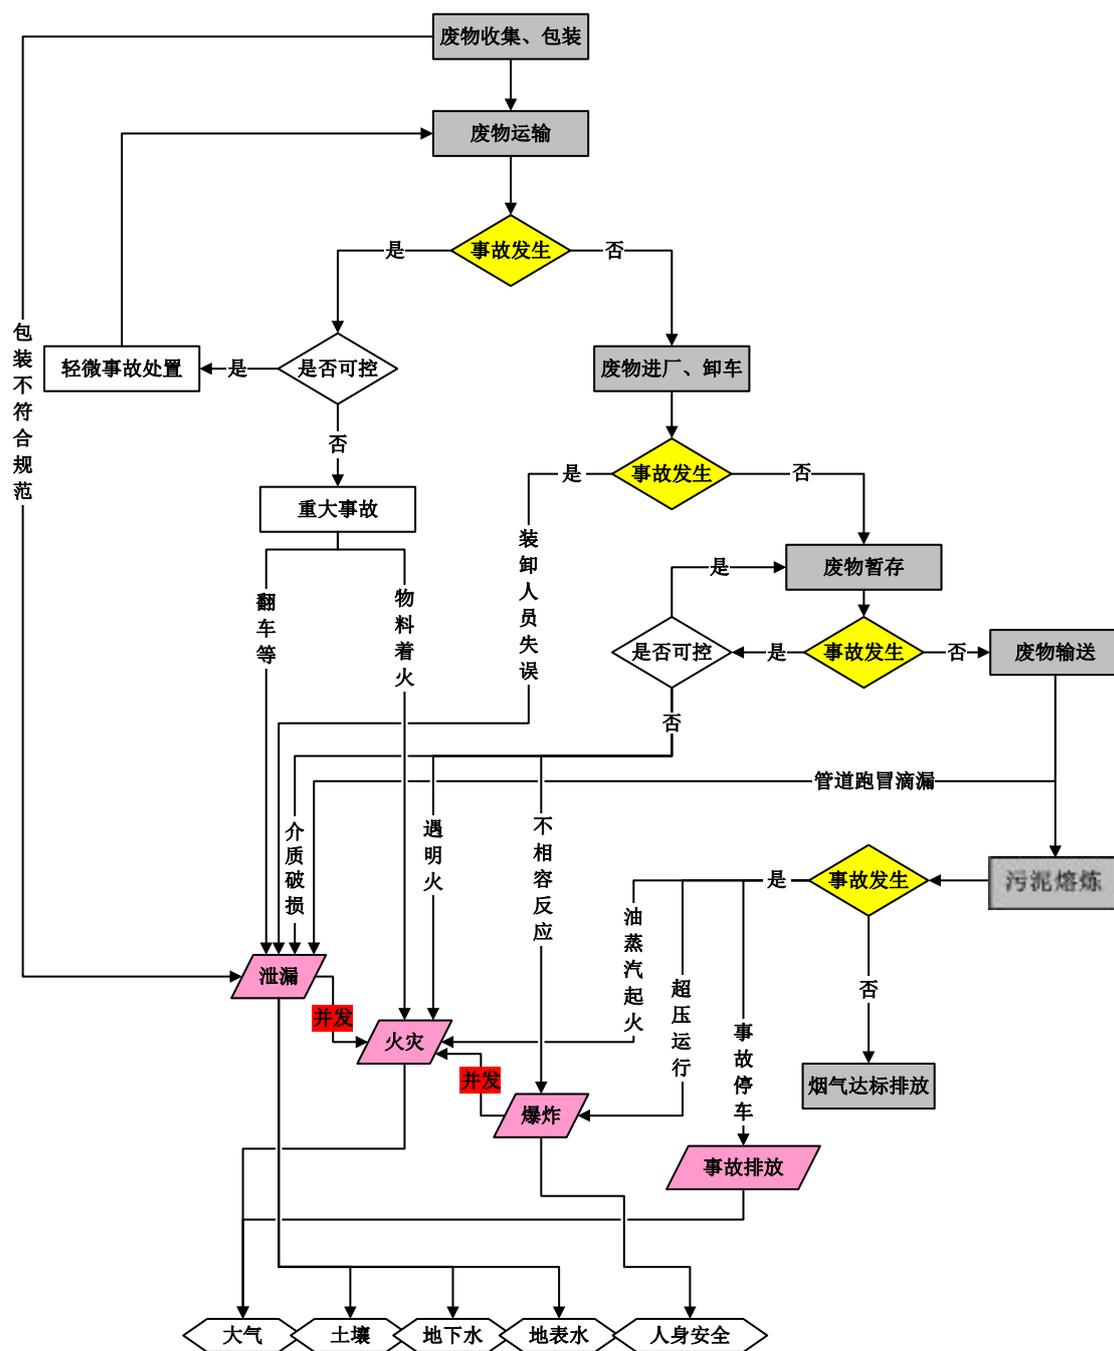 废物收集、包装
废物运输
事故发生
是
否
包装不符合规范
轻微事故处置
是
是否可控
废物进厂、卸车
否
重大事故
是
事故发生
否
装卸人员失误
废物暂存
是
翻车等
物料着火
是否可控
是
事故发生
否
废物输送
否
管道跑冒滴漏
介质破损
遇明火
不相容反应
是
事故发生
污泥熔炼
油蒸汽起火
超压运行
事故停车
否
泄漏
并发
火灾
并发
爆炸
烟气达标排放
事故排放
大气
土壤
地下水
地表水
人身安全